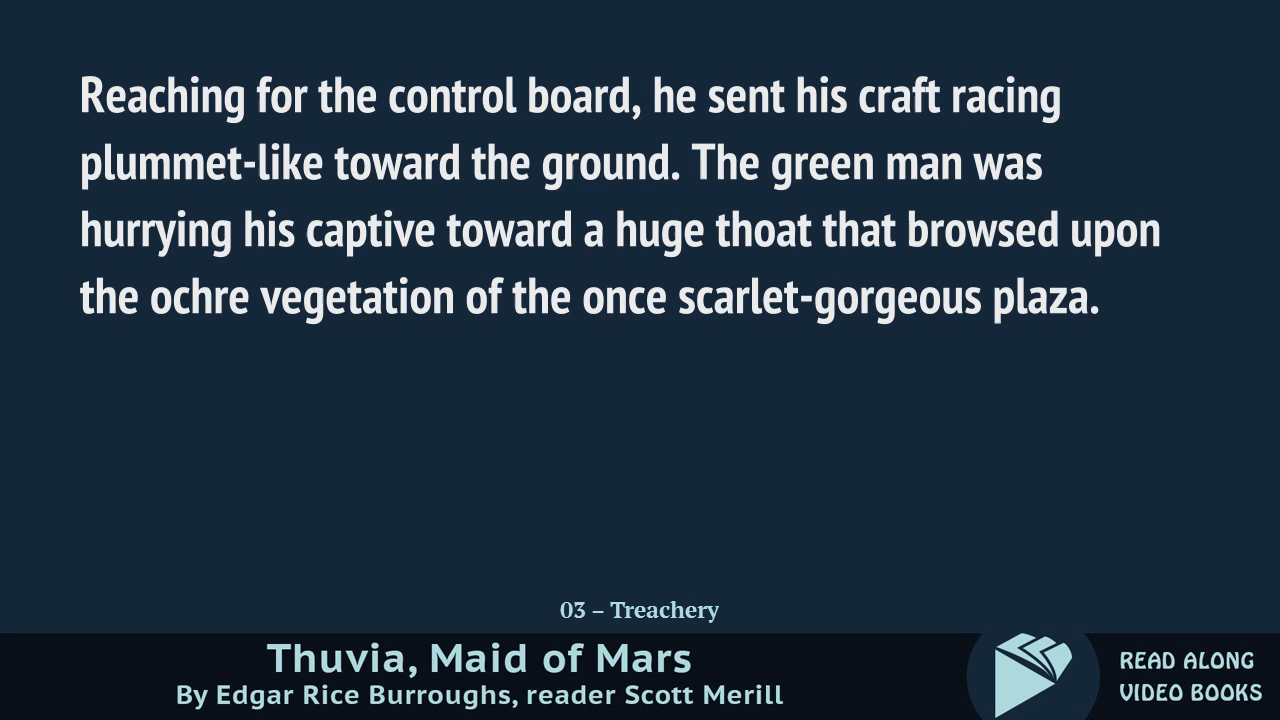 Reaching for the control board, he sent his craft racing
plummet-like toward the ground. The green man was
hurrying his captive toward a huge thoat that browsed upon
the ochre vegetation of the once scarlet-gorgeous plaza.
03 – Treachery
Thuvia, Maid of Mars
By Edgar Rice Burroughs, reader Scott Merill
READ ALONG
VIDEO BOOKS